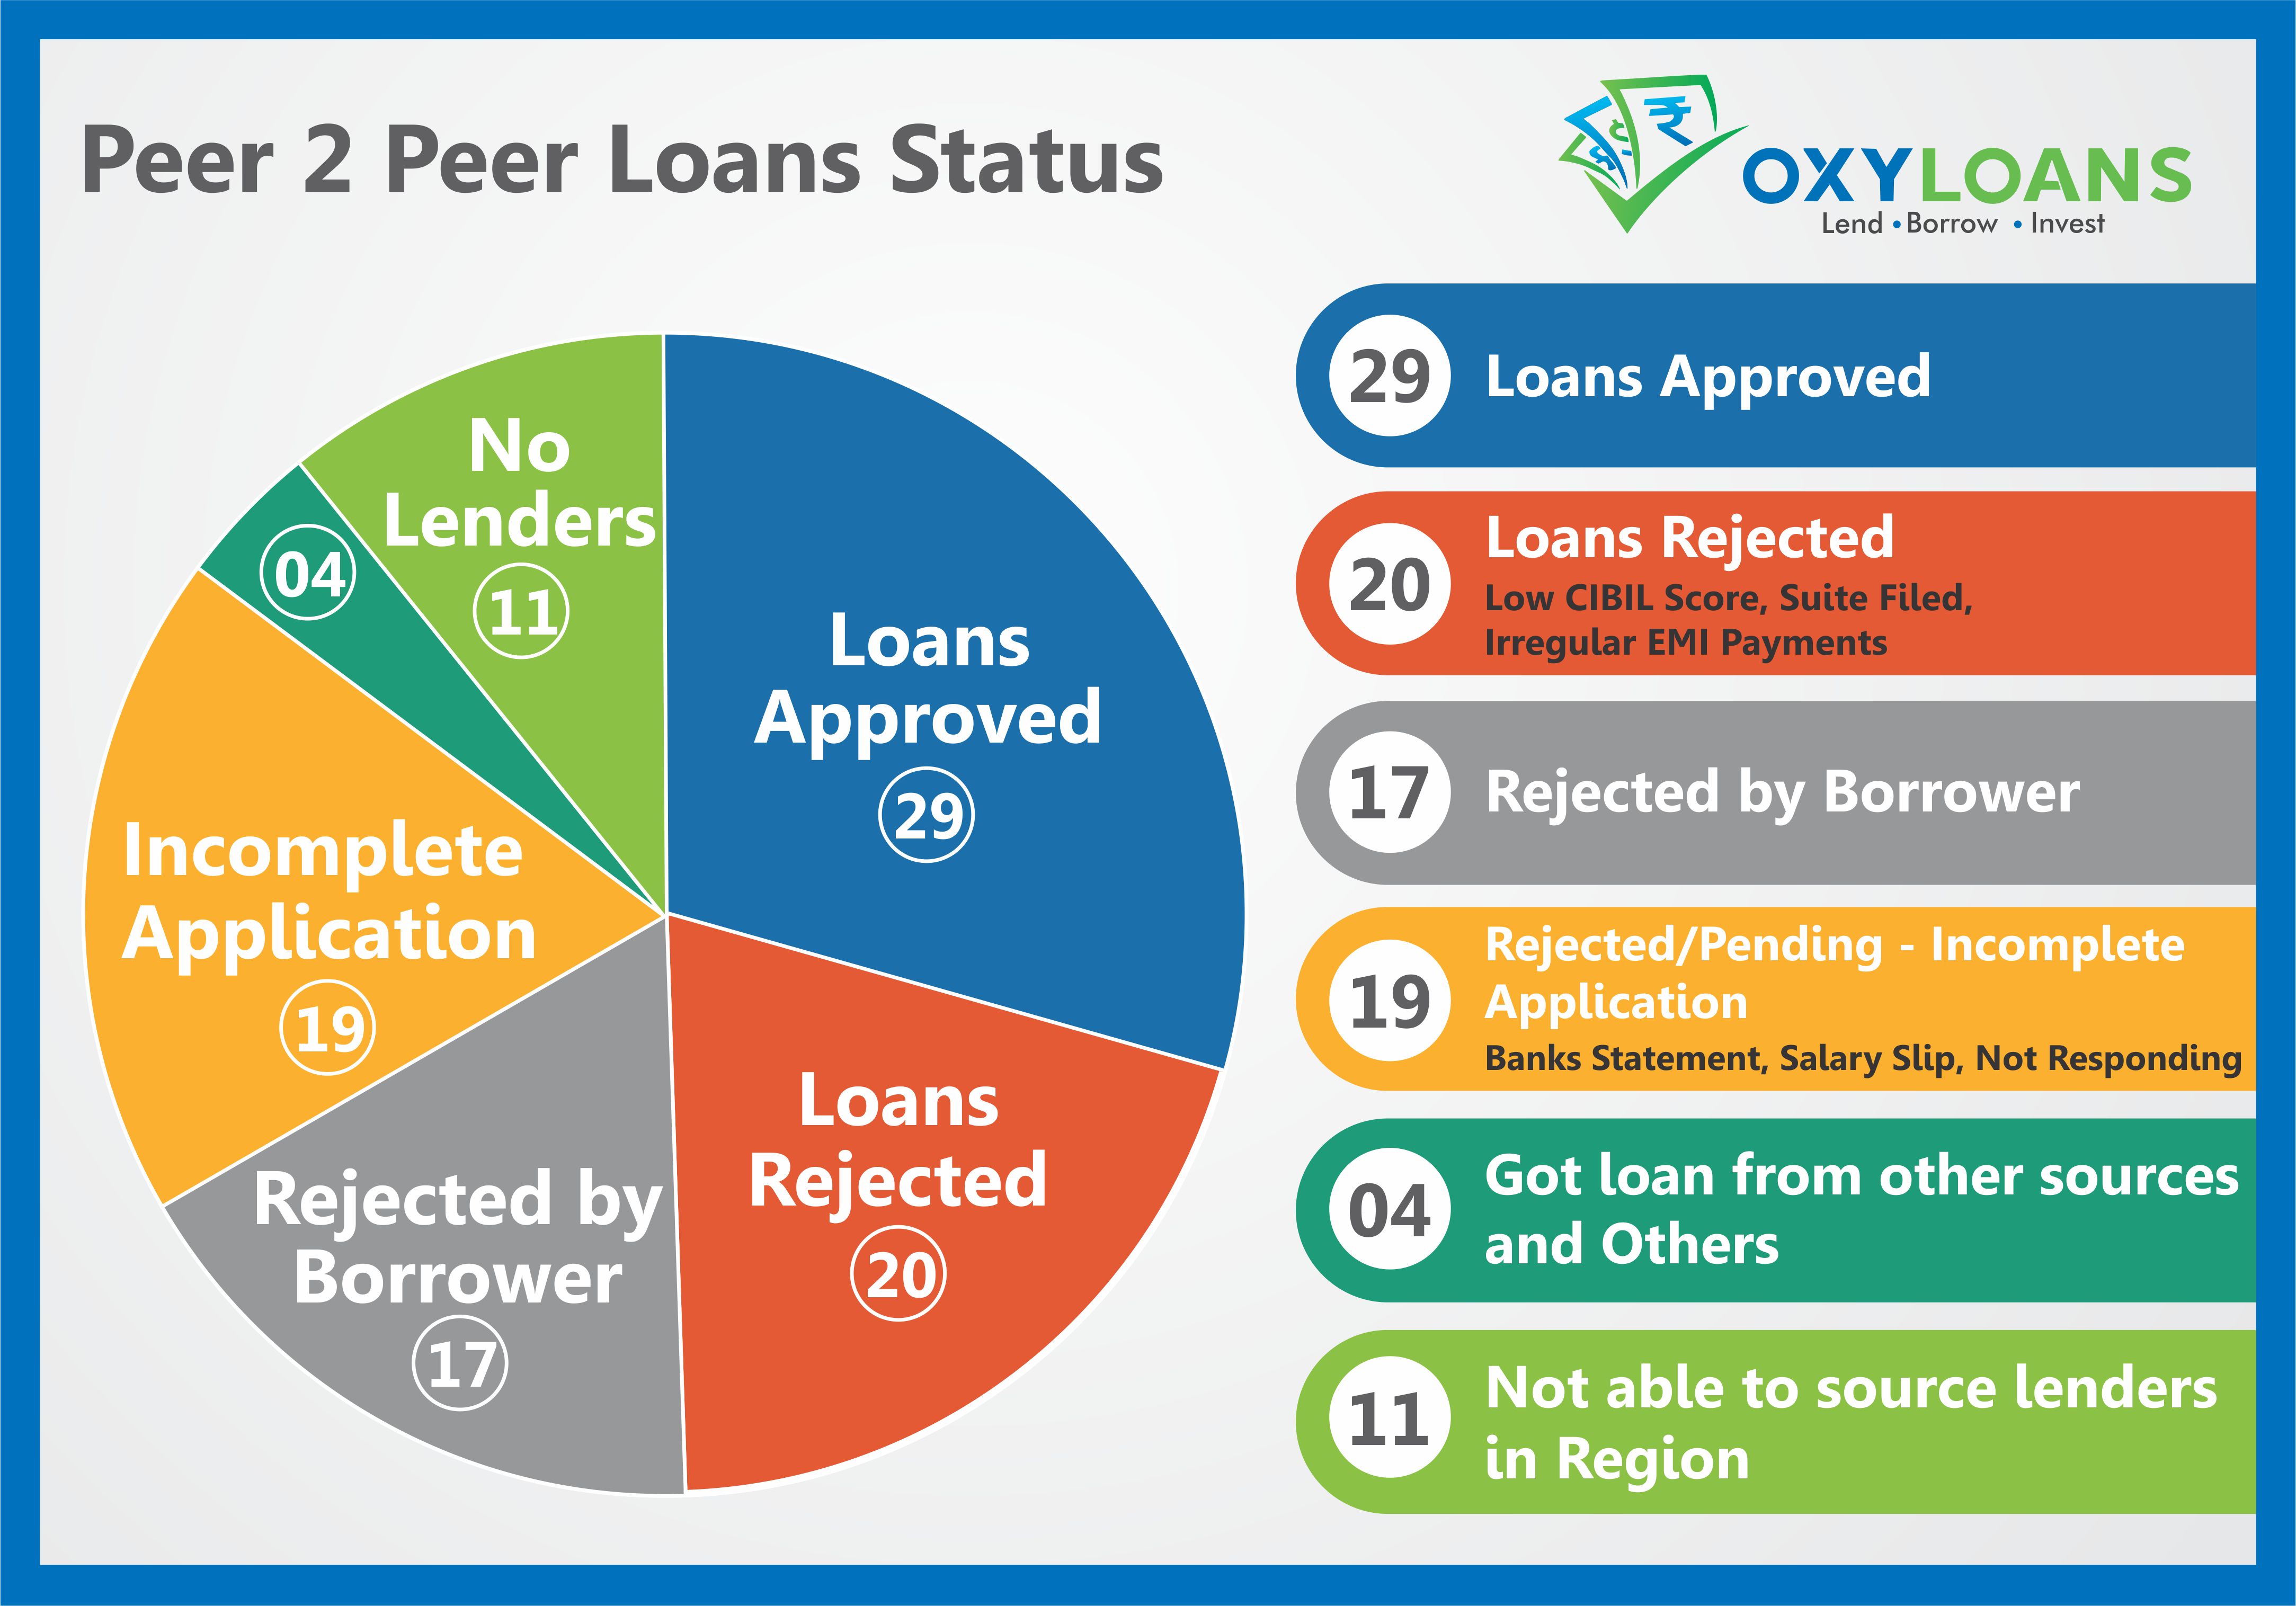 Peer 2 Peer Loans Status
₹
$
OXYLOANS
Lend • Borrow • Invest
No
Lenders
11
04
Loans
Approved
29
Incomplete
Application
19
Loans
Rejected
20
Rejected by
Borrower
17
29
Loans Approved
20
Loans Rejected
Low CIBIL Score, Suite Filed,
Irregular EMI Payments
17
Rejected by Borrower
19
Rejected/Pending - Incomplete
Application
Banks Statement, Salary Slip, Not Responding
04
Got loan from other sources
and Others
11
Not able to source lenders
in Region